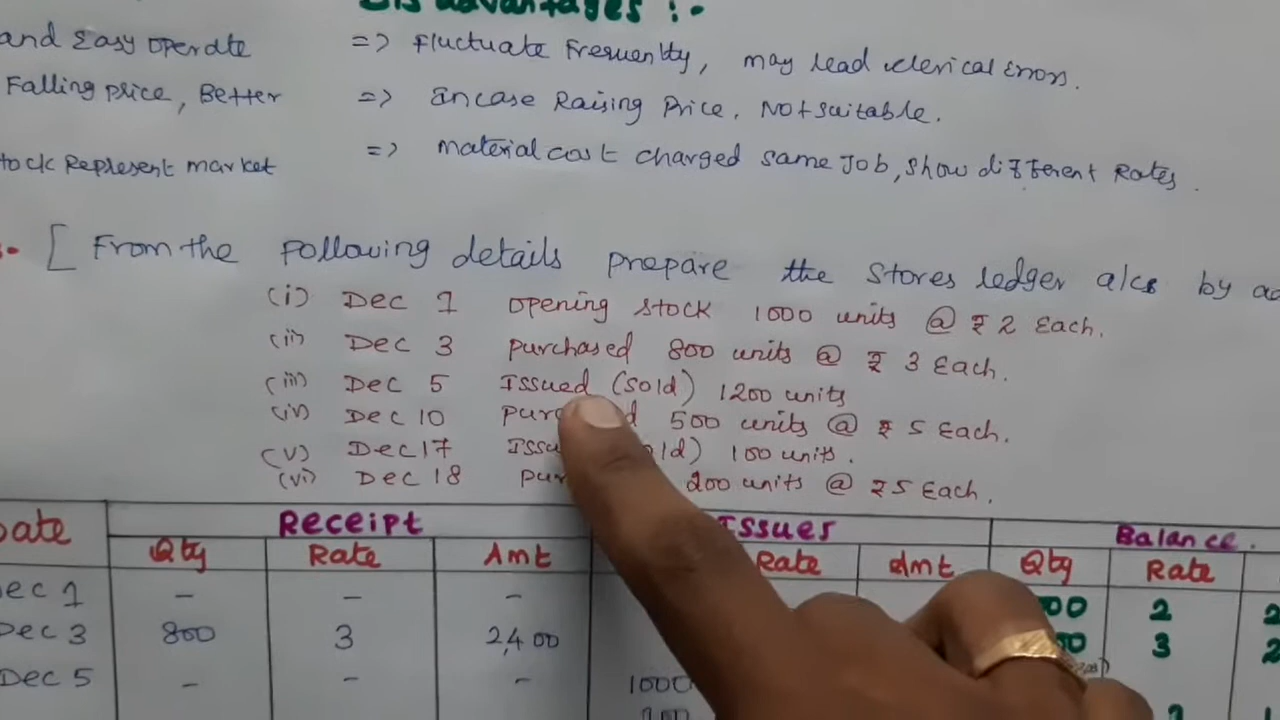 Disadvantages :-
and Easy operate => Fluctuate Frequently, may lead clerical Errors.
Falling price, Better => Incase Raising Price. Not suitable.
tock Represent market => material cost charged same Job, show different Rates.
[ From the following details prepare the stores ledger a/cs by
(i) Dec 1 opening stock 1000 units @ ₹ 2 Each.
(ii) Dec 3 purchased 800 units @ ₹ 3 Each.
(iii) Dec 5 Issued (sold) 1200 units
(iv) Dec 10 500 units @ ₹ 5 Each.
(v) Dec 17 100 units.
(vi) Dec 18 200 units @ ₹5 Each.
Date Receipt Issues Balance.
Qty Rate Amt Rate Amt Qty Rate
Dec 1 - - - 2
Dec 3 800 3 2,400 3
Dec 5 - - - 1000